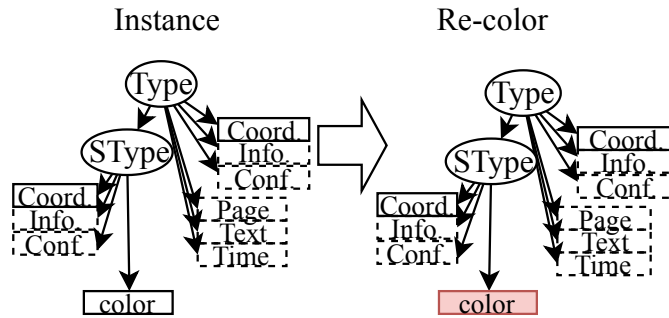 Instance
Type
Coord.
Info.
Conf.
SType
Coord.
Info.
Conf.
Page
Text
Time
color
Re-color
Type
Coord.
Info.
Conf.
SType
Coord.
Info.
Conf.
Page
Text
Time
color